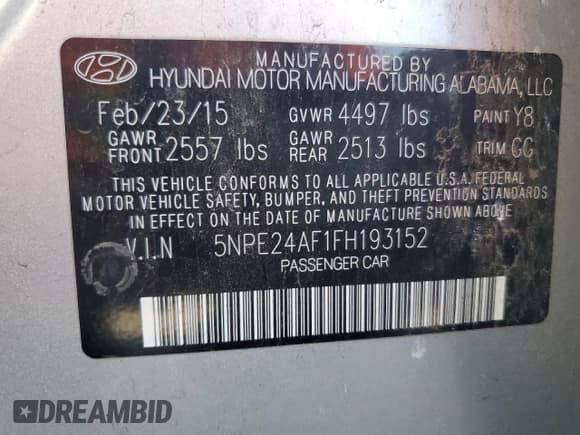 MANUFACTURED BY
HYUNDAI MOTOR MANUFACTURING ALABAMA, LLC
Feb/23/15 GVWR 4497 lbs PAINT Y8
GAWR FRONT 2557 lbs GAWR REAR 2513 lbs TRIM GG
THIS VEHICLE CONFORMS TO ALL APPLICABLE U.S.A. FEDERAL
MOTOR VEHICLE SAFETY, BUMPER, AND THEFT PREVENTION STANDARDS
IN EFFECT ON THE DATE OF MANUFACTURE SHOWN ABOVE
V.I.N 5NPE24AF1FH193152
PASSENGER CAR
DREAMBID